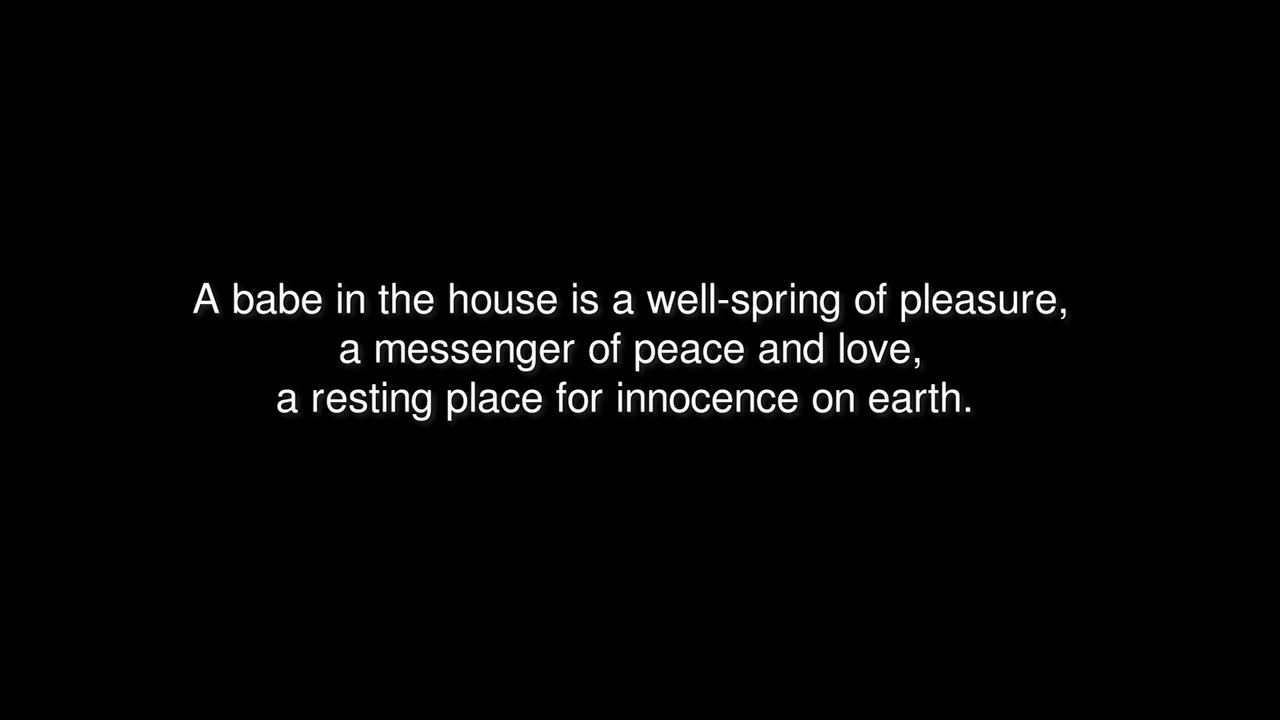 A babe in the house is a well-spring of pleasure,
a messenger of peace and love,
a resting place for innocence on earth.